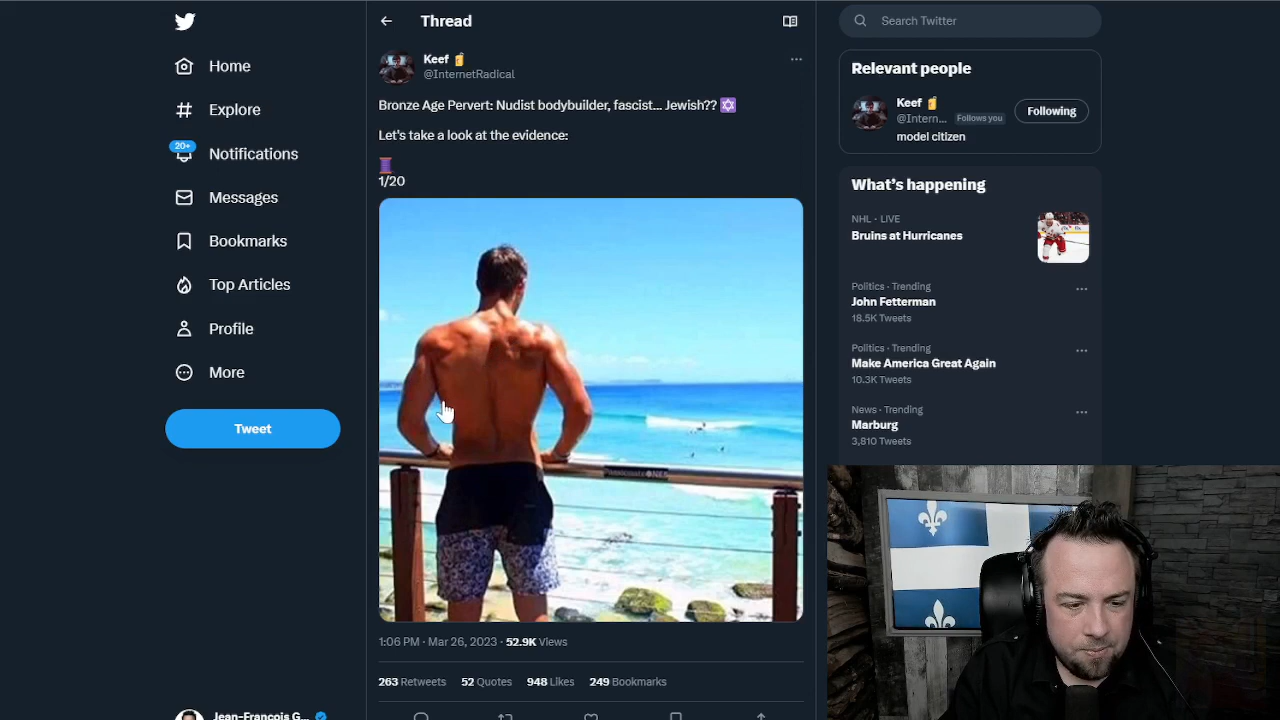 Thread
Search Twitter
Home
Explore
20+
Notifications
Messages
Bookmarks
Top Articles
Profile
More
Tweet
Jean-François G...
Keef
@InternetRadical
Bronze Age Pervert: Nudist bodybuilder, fascist... Jewish?? ✡
Let's take a look at the evidence:
1/20
1:06 PM · Mar 26, 2023 · 52.9K Views
263 Retweets 52 Quotes 948 Likes 249 Bookmarks
Relevant people
Keef
@Intern... Follows you
Following
model citizen
What's happening
NHL · LIVE
Bruins at Hurricanes
Politics · Trending
John Fetterman
18.5K Tweets
Politics · Trending
Make America Great Again
10.3K Tweets
News · Trending
Marburg
3,810 Tweets